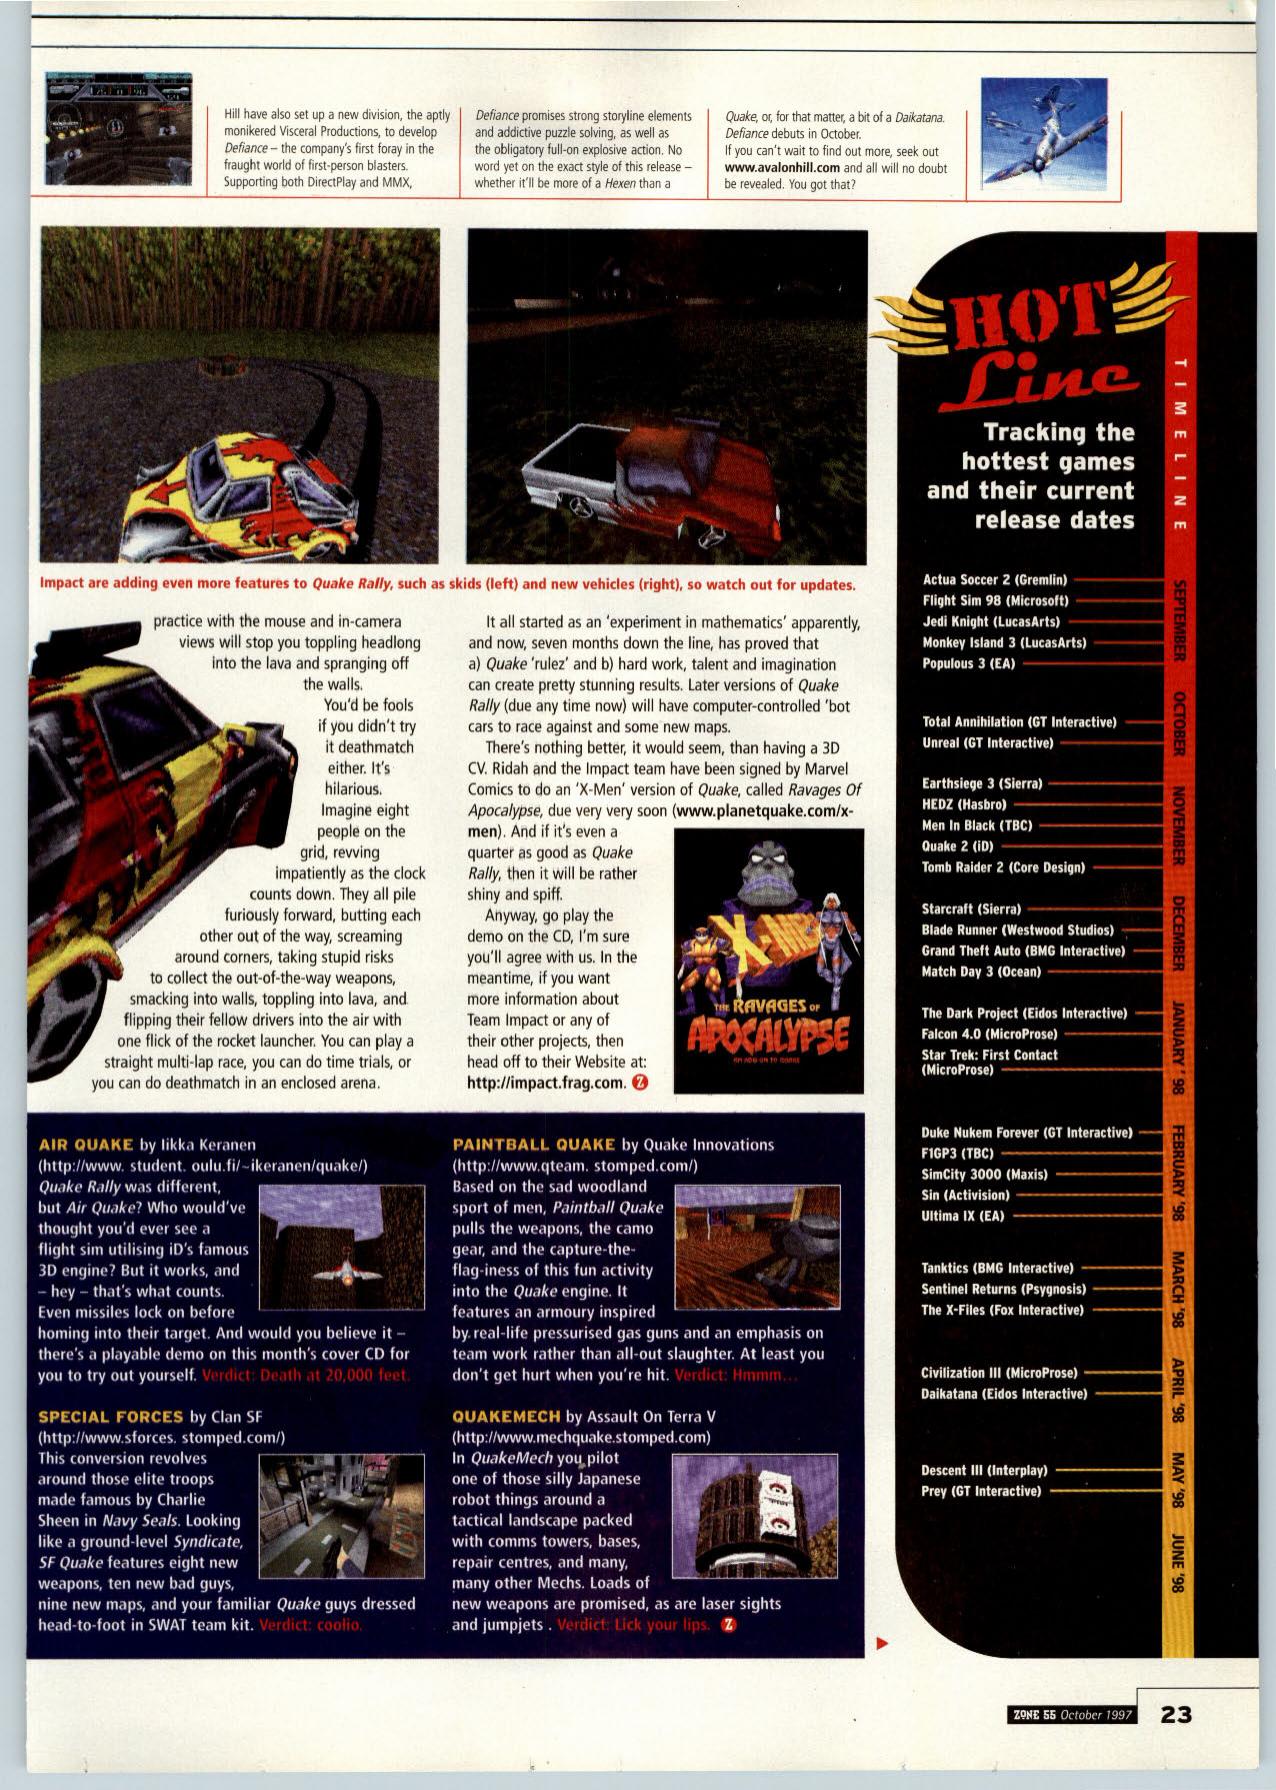 Hill have also set up a new division, the aptly
monikered Visceral Productions, to develop
Defiance – the company's first foray in the
fraught world of first-person blasters.
Supporting both DirectPlay and MMX,
Defiance promises strong storyline elements
and addictive puzzle solving, as well as
the obligatory full-on explosive action. No
word yet on the exact style of this release –
whether it'll be more of a Hexen than a
Quake, or, for that matter, a bit of a Daikatana.
Defiance debuts in October.
If you can't wait to find out more, seek out
www.avalonhill.com and all will no doubt
be revealed. You got that?
Impact are adding even more features to Quake Rally, such as skids (left) and new vehicles (right), so watch out for updates.
practice with the mouse and in-camera
views will stop you toppling headlong
into the lava and spranging off
the walls.
You'd be fools
if you didn't try
it deathmatch
either. It's
hilarious.
Imagine eight
people on the
grid, revving
impatiently as the clock
counts down. They all pile
furiously forward, butting each
other out of the way, screaming
around corners, taking stupid risks
to collect the out-of-the-way weapons,
smacking into walls, toppling into lava, and
flipping their fellow drivers into the air with
one flick of the rocket launcher. You can play a
straight multi-lap race, you can do time trials, or
you can do deathmatch in an enclosed arena.
It all started as an 'experiment in mathematics' apparently,
and now, seven months down the line, has proved that
a) Quake 'rulez' and b) hard work, talent and imagination
can create pretty stunning results. Later versions of Quake
Rally (due any time now) will have computer-controlled 'bot
cars to race against and some new maps.
There's nothing better, it would seem, than having a 3D
CV. Ridah and the Impact team have been signed by Marvel
Comics to do an 'X-Men' version of Quake, called Ravages Of
Apocalypse, due very very soon (www.planetquake.com/x-
men). And if it's even a
quarter as good as Quake
Rally, then it will be rather
shiny and spiff.
Anyway, go play the
demo on the CD, I'm sure
you'll agree with us. In the
meantime, if you want
more information about
Team Impact or any of
their other projects, then
head off to their Website at:
http://impact.frag.com. Z
X-MEN
THE RAVAGES OF
APOCALYPSE
AN ADD-ON TO QUAKE
AIR QUAKE by Iikka Keranen
(http://www. student. oulu.fi/~ikeranen/quake/)
Quake Rally was different,
but Air Quake? Who would've
thought you'd ever see a
flight sim utilising iD's famous
3D engine? But it works, and
– hey – that's what counts.
Even missiles lock on before
homing into their target. And would you believe it –
there's a playable demo on this month's cover CD for
you to try out yourself. Verdict: Death at 20,000 feet.
SPECIAL FORCES by Clan SF
(http://www.sforces. stomped.com/)
This conversion revolves
around those elite troops
made famous by Charlie
Sheen in Navy Seals. Looking
like a ground-level Syndicate,
SF Quake features eight new
weapons, ten new bad guys,
nine new maps, and your familiar Quake guys dressed
head-to-foot in SWAT team kit. Verdict: coolio.
PAINTBALL QUAKE by Quake Innovations
(http://www.qteam. stomped.com/)
Based on the sad woodland
sport of men, Paintball Quake
pulls the weapons, the camo
gear, and the capture-the-
flag-iness of this fun activity
into the Quake engine. It
features an armoury inspired
by real-life pressurised gas guns and an emphasis on
team work rather than all-out slaughter. At least you
don't get hurt when you're hit. Verdict: Hmmm...
QUAKEMECH by Assault On Terra V
(http://www.mechquake.stomped.com)
In QuakeMech you pilot
one of those silly Japanese
robot things around a
tactical landscape packed
with comms towers, bases,
repair centres, and many,
many other Mechs. Loads of
new weapons are promised, as are laser sights
and jumpjets . Verdict: Lick your lips. Z
HOT
Line
Tracking the
hottest games
and their current
release dates
TIMELINE
SEPTEMBER
Actua Soccer 2 (Gremlin)
Flight Sim 98 (Microsoft)
Jedi Knight (LucasArts)
Monkey Island 3 (LucasArts)
Populous 3 (EA)
OCTOBER
Total Annihilation (GT Interactive)
Unreal (GT Interactive)
NOVEMBER
Earthsiege 3 (Sierra)
HEDZ (Hasbro)
Men In Black (TBC)
Quake 2 (iD)
Tomb Raider 2 (Core Design)
DECEMBER
Starcraft (Sierra)
Blade Runner (Westwood Studios)
Grand Theft Auto (BMG Interactive)
Match Day 3 (Ocean)
JANUARY '98
The Dark Project (Eidos Interactive)
Falcon 4.0 (MicroProse)
Star Trek: First Contact
(MicroProse)
FEBRUARY '98
Duke Nukem Forever (GT Interactive)
F1GP3 (TBC)
SimCity 3000 (Maxis)
Sin (Activision)
Ultima IX (EA)
MARCH '98
Tanktics (BMG Interactive)
Sentinel Returns (Psygnosis)
The X-Files (Fox Interactive)
APRIL '98
Civilization III (MicroProse)
Daikatana (Eidos Interactive)
MAY '98
Descent III (Interplay)
Prey (GT Interactive)
JUNE '98
ZONE 55 October 1997
23